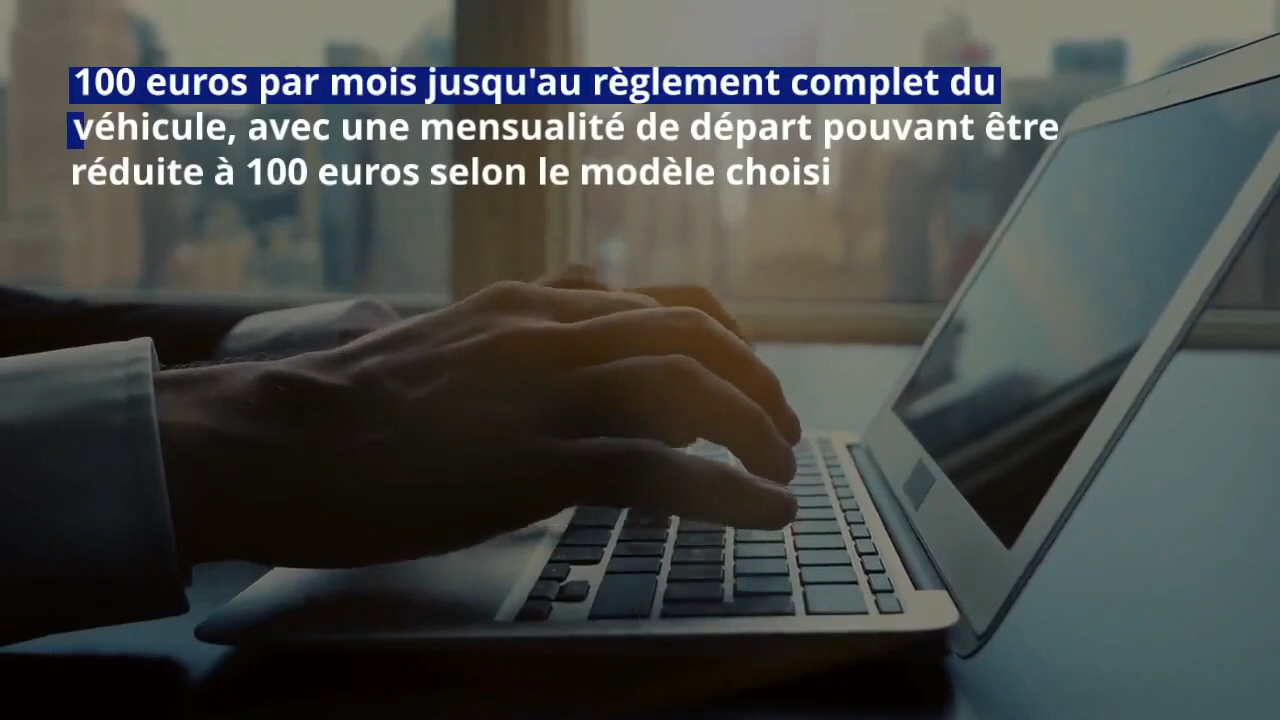 100 euros par mois jusqu'au règlement complet du
véhicule, avec une mensualité de départ pouvant être
réduite à 100 euros selon le modèle choisi